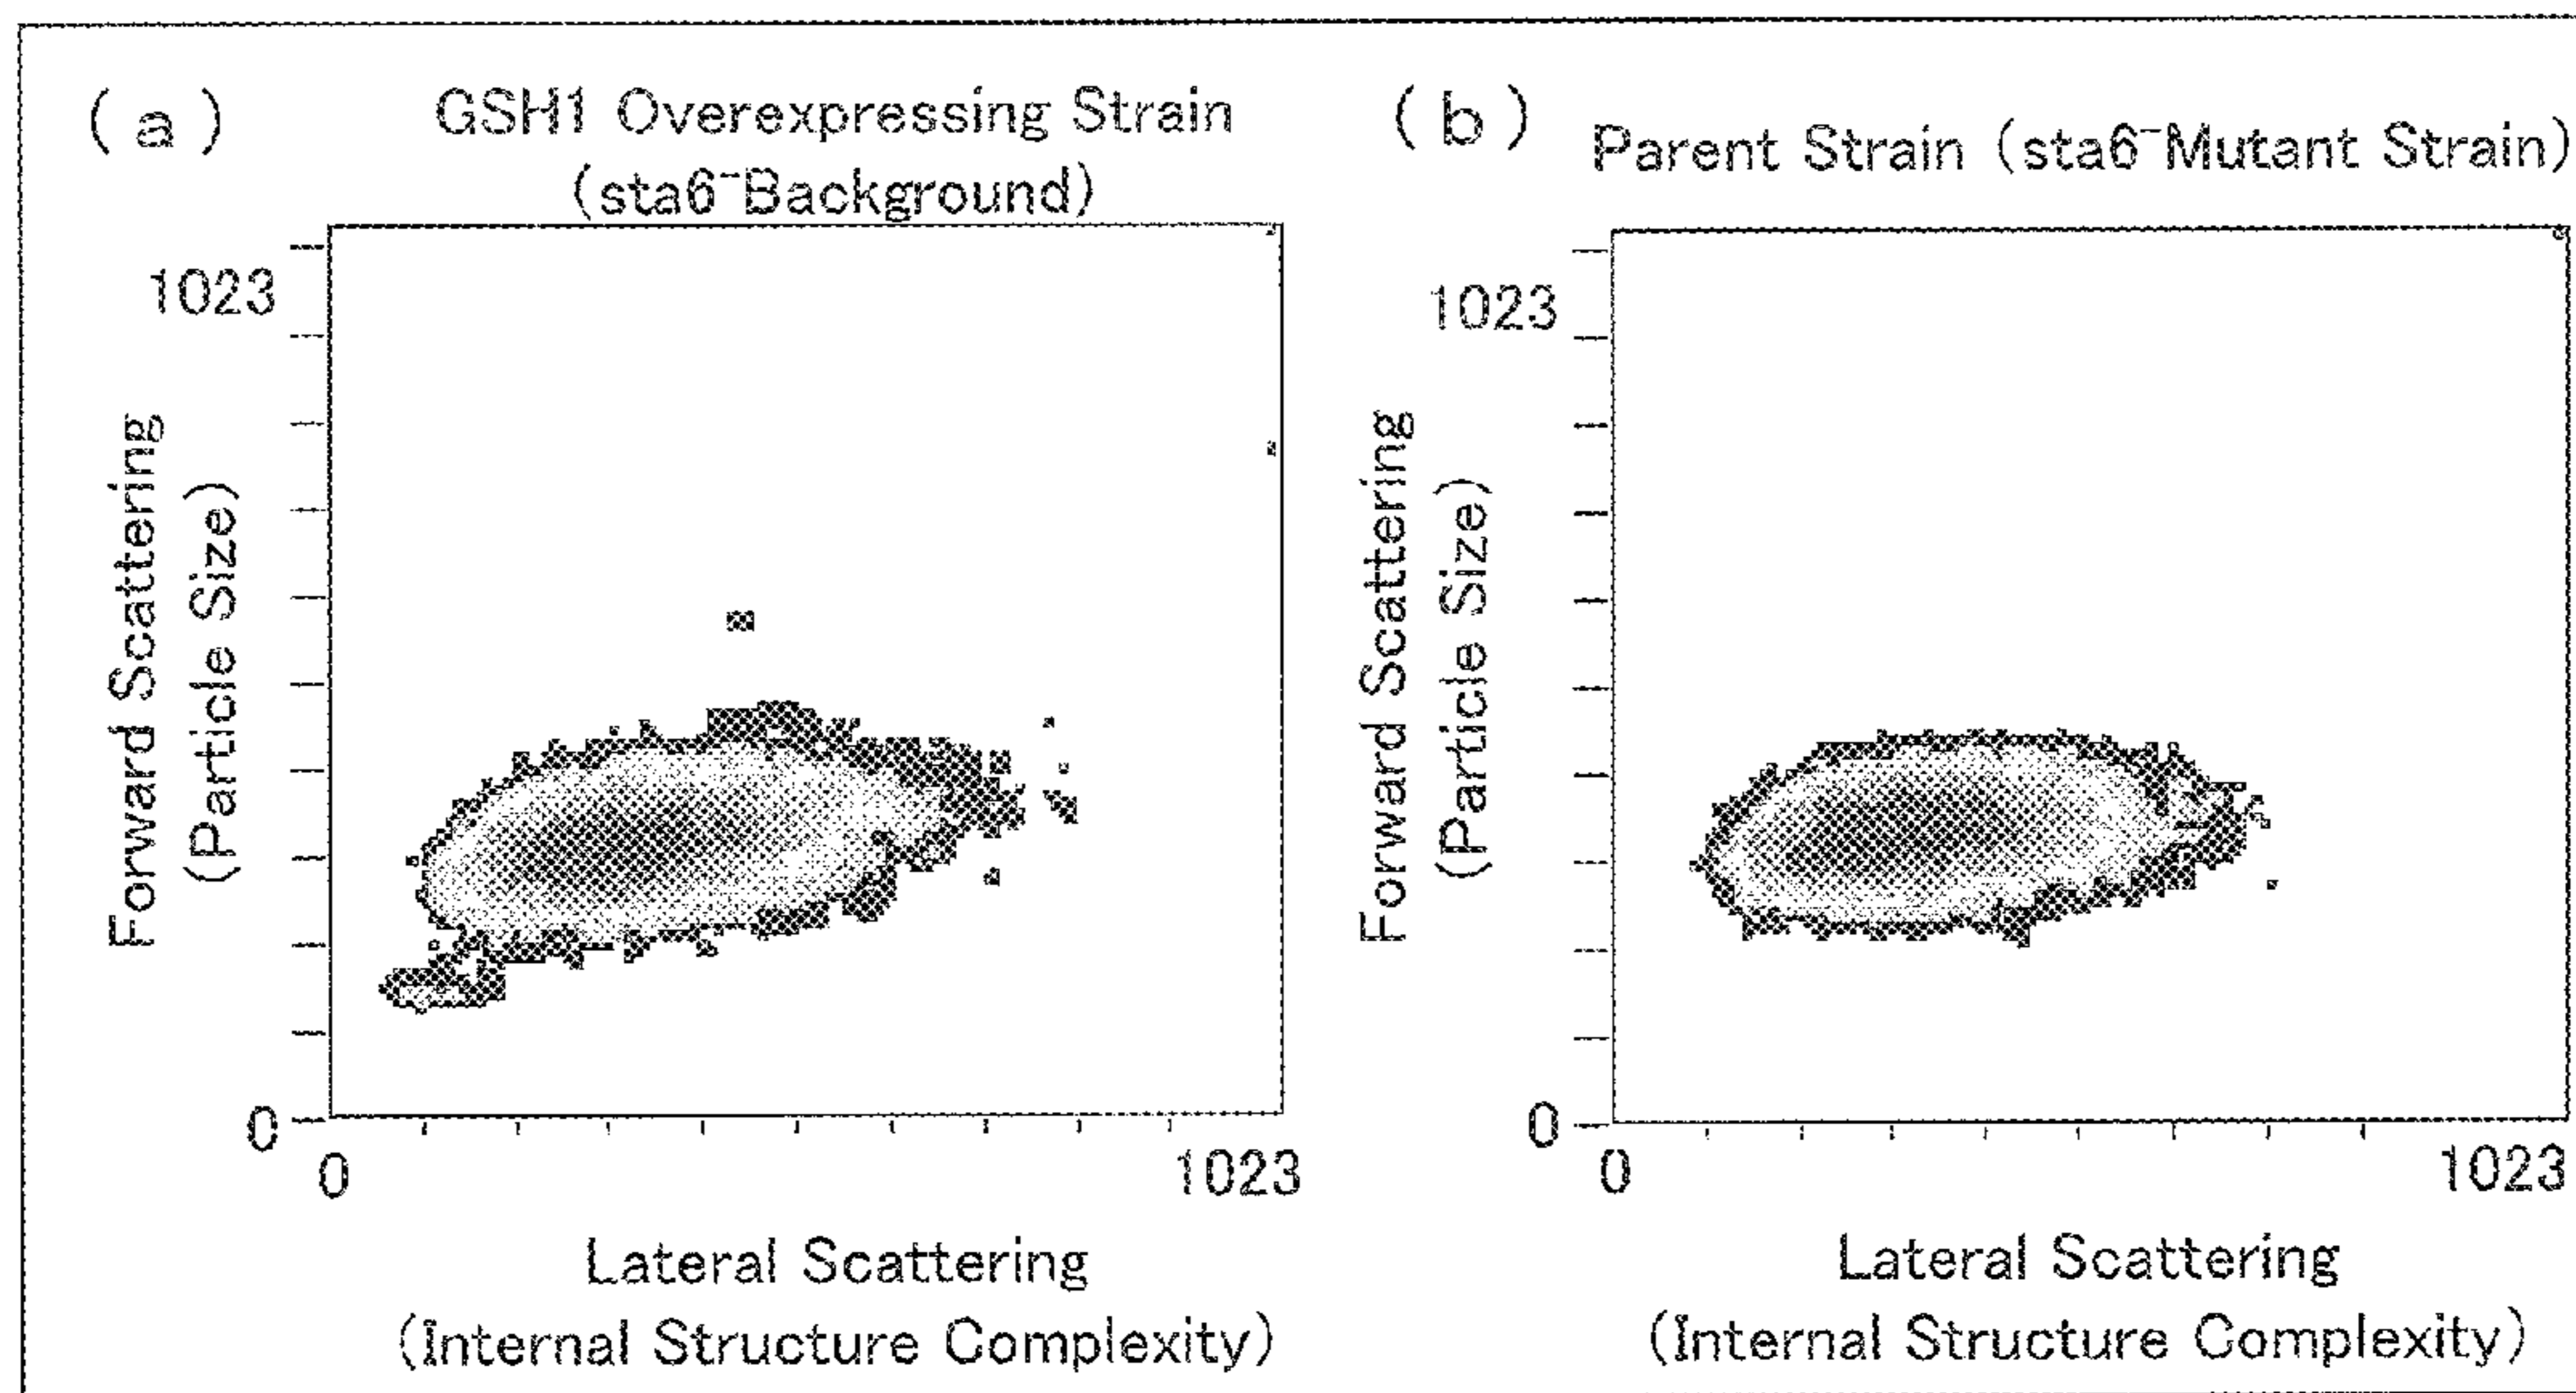 (a)
GSH1 Overexpressing Strain
(sta6⁻Background)
1023
Forward Scattering
(Particle Size)
0
0
1023
Lateral Scattering
(Internal Structure Complexity)
(b)
Parent Strain (sta6⁻Mutant Strain)
1023
Forward Scattering
(Particle Size)
0
0
1023
Lateral Scattering
(Internal Structure Complexity)